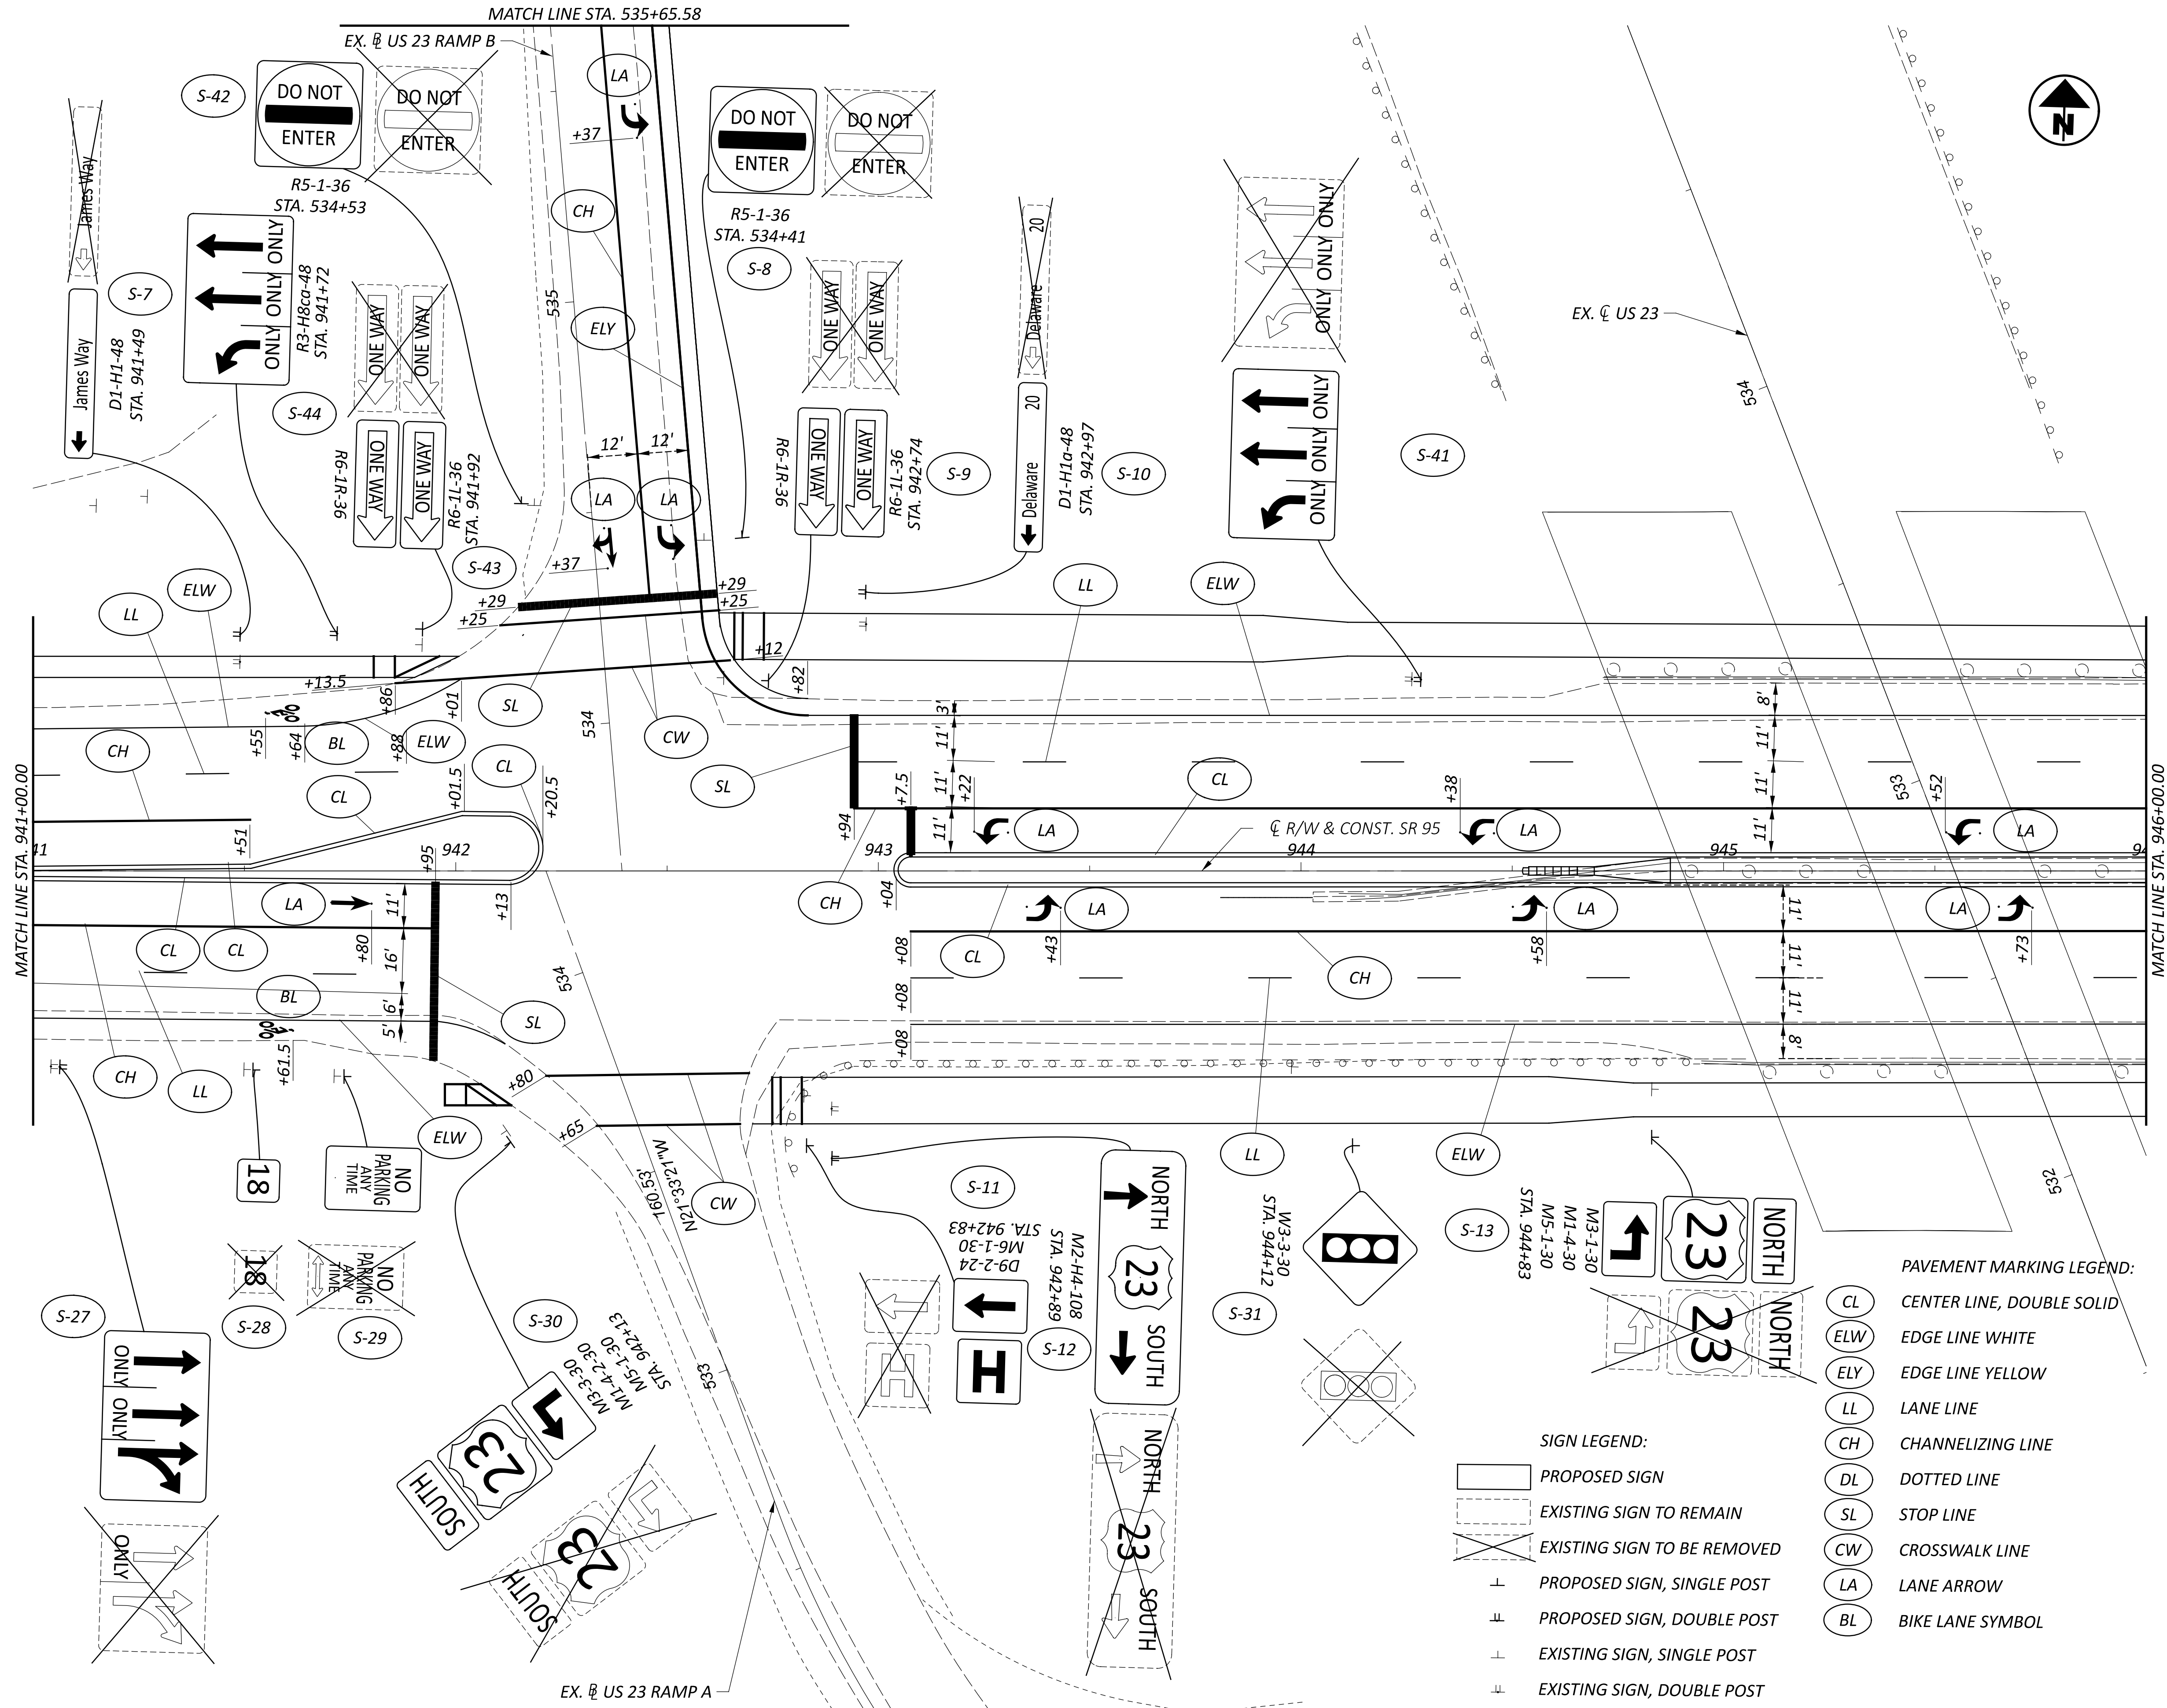 MATCH LINE STA. 535+65.58
EX. ℄ US 23 RAMP B
LA
S-42
DO NOT
ENTER
DO NOT
ENTER
R5-1-36
STA. 534+53
+37
DO NOT
ENTER
DO NOT
ENTER
R5-1-36
STA. 534+41
S-8
N
James Way
James Way
S-7
D1-H1-48
STA. 941+49
ONLY
ONLY
ONLY
R3-H8ca-48
STA. 941+72
S-44
ONE WAY
ONE WAY
ONE WAY
ONE WAY
R6-1R-36
R6-1L-36
STA. 941+92
S-43
CH
535
ELY
12'
12'
LA
LA
+37
ONE WAY
ONE WAY
ONE WAY
ONE WAY
R6-1R-36
R6-1L-36
STA. 942+74
S-9
Delaware 20
Delaware 20
D1-H1a-48
STA. 942+97
S-10
ONLY
ONLY
ONLY
ONLY
ONLY
ONLY
S-41
EX. ℄ US 23
534
ELW
LL
+29
+25
+29
+25
+12
+82
LL
ELW
+13.5
+86
+01
SL
534
CW
+55
+64
BL
+88
ELW
CH
CL
CL
+01.5
+20.5
SL
3'
11'
11'
11'
+7.5
+22
+94
CL
+38
8'
11'
11'
11'
533
+52
MATCH LINE STA. 941+00.00
MATCH LINE STA. 946+00.00
41
+51
942
+95
943
LA
℄ R/W & CONST. SR 95
944
LA
945
LA
94
LA
+80
11'
+13
CH
+04
LA
+43
LA
+58
LA
+73
11'
CL
CL
16'
534
+08
CL
CH
11'
BL
6'
5'
SL
+08
11'
+61.5
+08
8'
CH
LL
+80
ELW
+65
CW
160.53'
N21°33'21"W
LL
ELW
532
18
NO
PARKING
ANY
TIME
18
NO
PARKING
ANY
TIME
S-27
S-28
S-29
ONLY
ONLY
ONLY
S-30
M3-3-30
M1-4-2-30
M5-1-30
STA. 942+13
SOUTH
23
SOUTH
23
533
S-11
D9-2-24
M6-1-30
STA. 942+83
H
H
S-12
M2-H4-108
STA. 942+89
NORTH
23
SOUTH
NORTH
23
SOUTH
W3-3-30
STA. 944+12
S-31
S-13
M3-1-30
M1-4-30
M5-1-30
STA. 944+83
NORTH
23
NORTH
23
EX. ℄ US 23 RAMP A
SIGN LEGEND:
PROPOSED SIGN
EXISTING SIGN TO REMAIN
EXISTING SIGN TO BE REMOVED
PROPOSED SIGN, SINGLE POST
PROPOSED SIGN, DOUBLE POST
EXISTING SIGN, SINGLE POST
EXISTING SIGN, DOUBLE POST
PAVEMENT MARKING LEGEND:
CL CENTER LINE, DOUBLE SOLID
ELW EDGE LINE WHITE
ELY EDGE LINE YELLOW
LL LANE LINE
CH CHANNELIZING LINE
DL DOTTED LINE
SL STOP LINE
CW CROSSWALK LINE
LA LANE ARROW
BL BIKE LANE SYMBOL